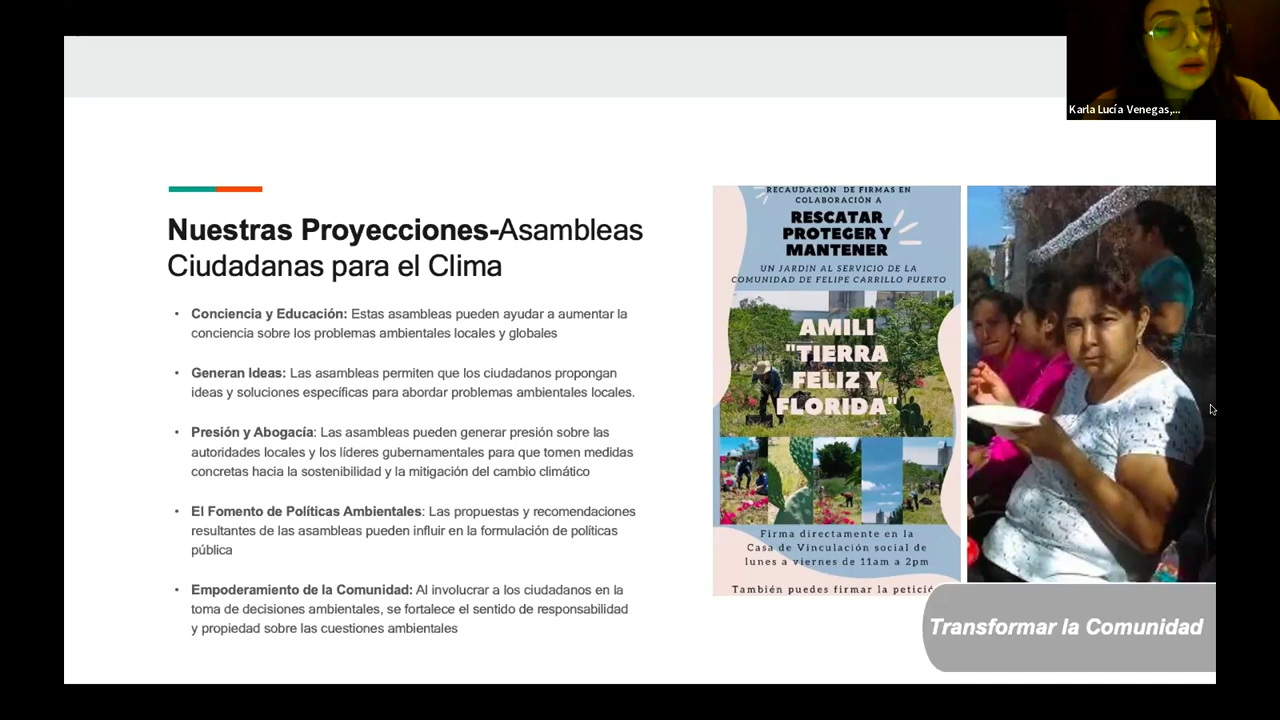 Karla Lucía Venegas,...
Nuestras Proyecciones-Asambleas
Ciudadanas para el Clima
• Conciencia y Educación: Estas asambleas pueden ayudar a aumentar la
conciencia sobre los problemas ambientales locales y globales
• Generan Ideas: Las asambleas permiten que los ciudadanos propongan
ideas y soluciones específicas para abordar problemas ambientales locales.
• Presión y Abogacía: Las asambleas pueden generar presión sobre las
autoridades locales y los líderes gubernamentales para que tomen medidas
concretas hacia la sostenibilidad y la mitigación del cambio climático
• El Fomento de Políticas Ambientales: Las propuestas y recomendaciones
resultantes de las asambleas pueden influir en la formulación de políticas
pública
• Empoderamiento de la Comunidad: Al involucrar a los ciudadanos en la
toma de decisiones ambientales, se fortalece el sentido de responsabilidad
y propiedad sobre las cuestiones ambientales
RECAUDACIÓN DE FIRMAS EN
COLABORACIÓN A
RESCATAR
PROTEGER Y
MANTENER
UN JARDIN AL SERVICIO DE LA
COMUNIDAD DE FELIPE CARRILLO PUERTO
AMILI
"TIERRA
FELIZ Y
FLORIDA"
Firma directamente en la
Casa de Vinculación social de
lunes a viernes de 11am a 2pm
También puedes firmar la petició
Transformar la Comunidad